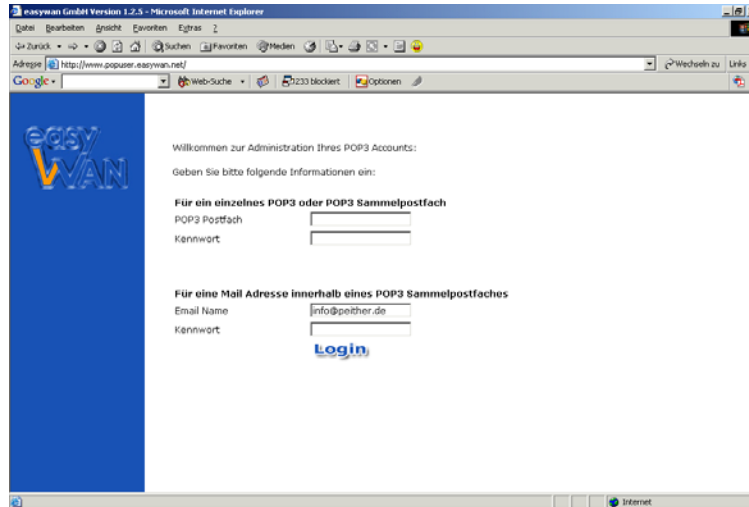 easywan GmbH Version 1.2.5 - Microsoft Internet Explorer
Datei Bearbeiten Ansicht Favoriten Extras ?
Zurück Suchen Favoriten Medien
Adresse http://www.popuser.easywan.net/ Wechseln zu Links
Google Web-Suche 1233 blockiert Optionen
easy
WAN
Willkommen zur Administration Ihres POP3 Accounts:
Geben Sie bitte folgende Informationen ein:
Für ein einzelnes POP3 oder POP3 Sammelpostfach
POP3 Postfach
Kennwort
Für eine Mail Adresse innerhalb eines POP3 Sammelpostfaches
Email Name info@peither.de
Kennwort
Login
Internet